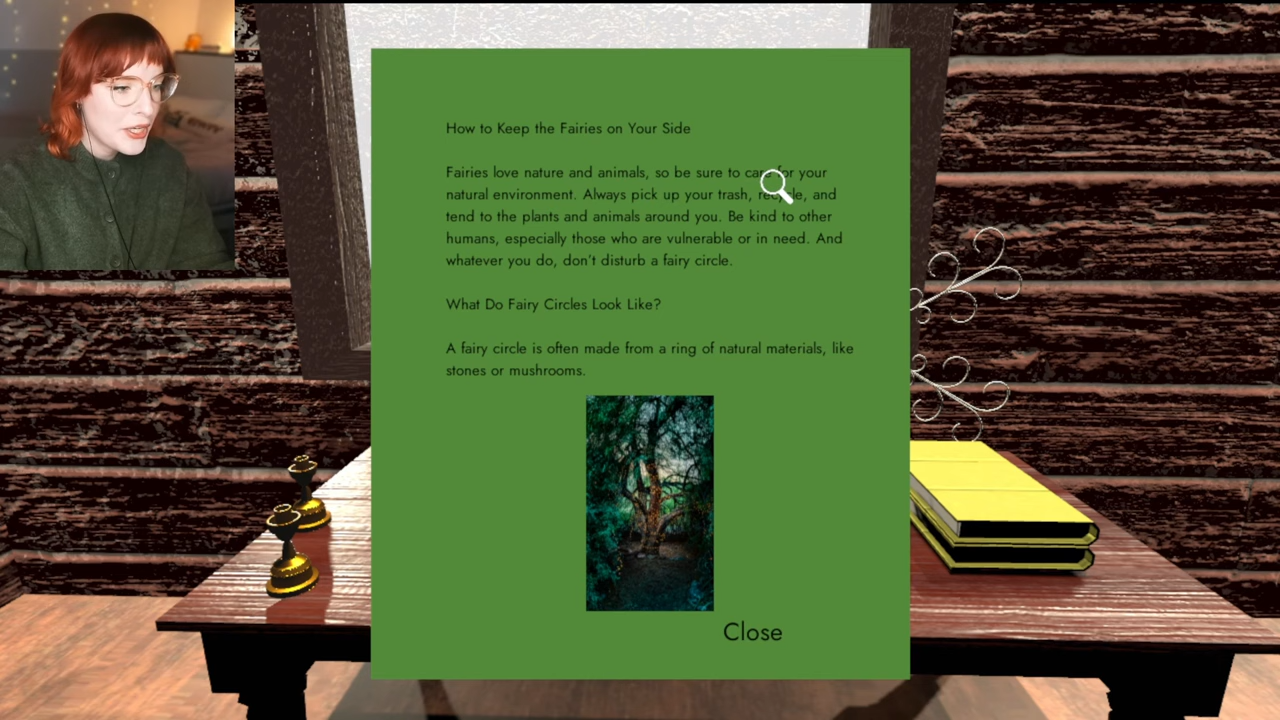 How to Keep the Fairies on Your Side
Fairies love nature and animals, so be sure to care for your
natural environment. Always pick up your trash, recycle, and
tend to the plants and animals around you. Be kind to other
humans, especially those who are vulnerable or in need. And
whatever you do, don't disturb a fairy circle.
What Do Fairy Circles Look Like?
A fairy circle is often made from a ring of natural materials, like
stones or mushrooms.
Close